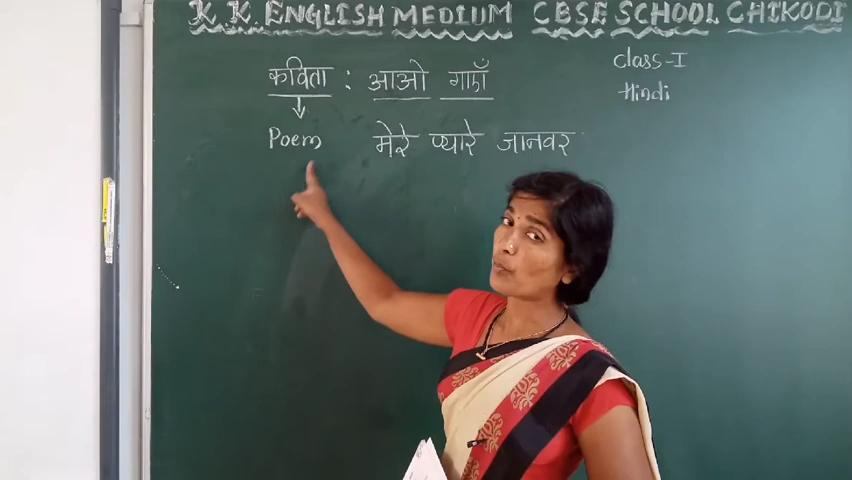 K.K. ENGLISH MEDIUM CBSE SCHOOL CHIKODI
Class-I
Hindi
कविता : आओ गाएँ
Poem मेरे प्यारे जानवर